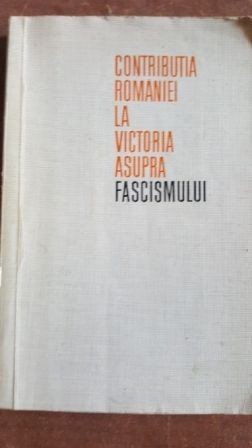 CONTRIBUTIA
ROMANIEI
LA
VICTORIA
ASUPRA
FASCISMULUI